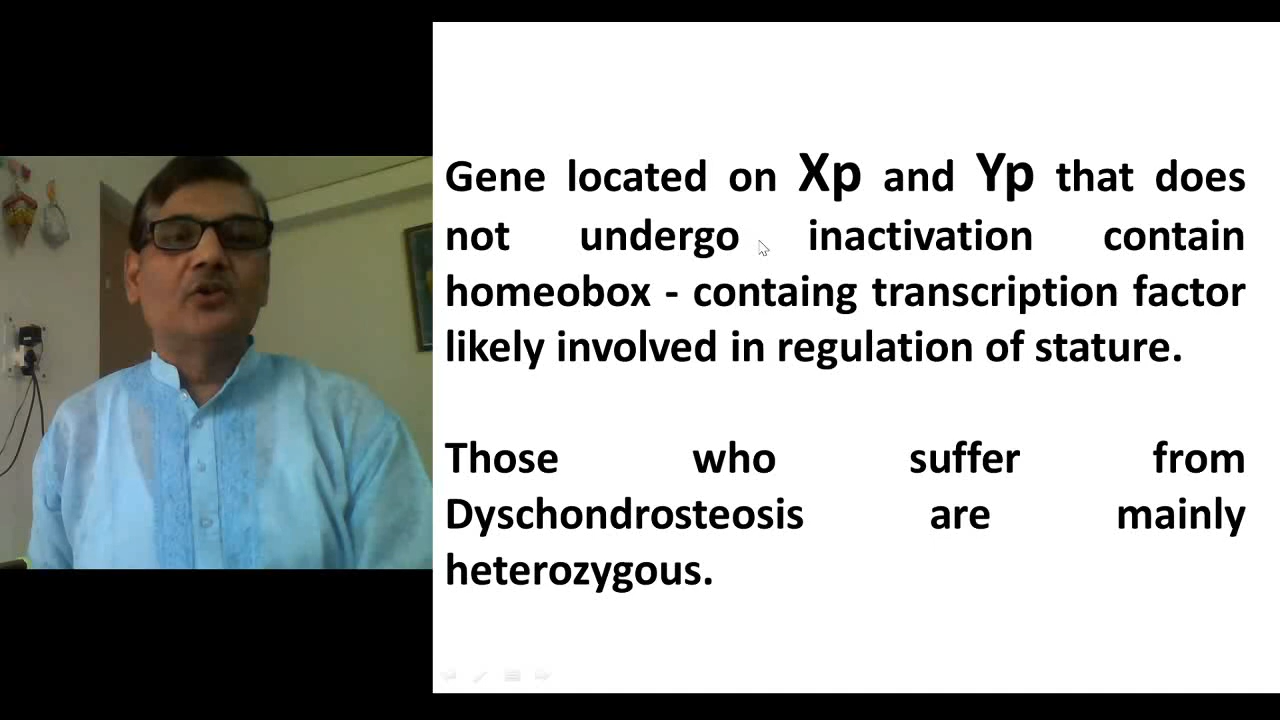 Gene located on Xp and Yp that does
not undergo inactivation contain
homeobox - containg transcription factor
likely involved in regulation of stature.
Those who suffer from
Dyschondrosteosis are mainly
heterozygous.